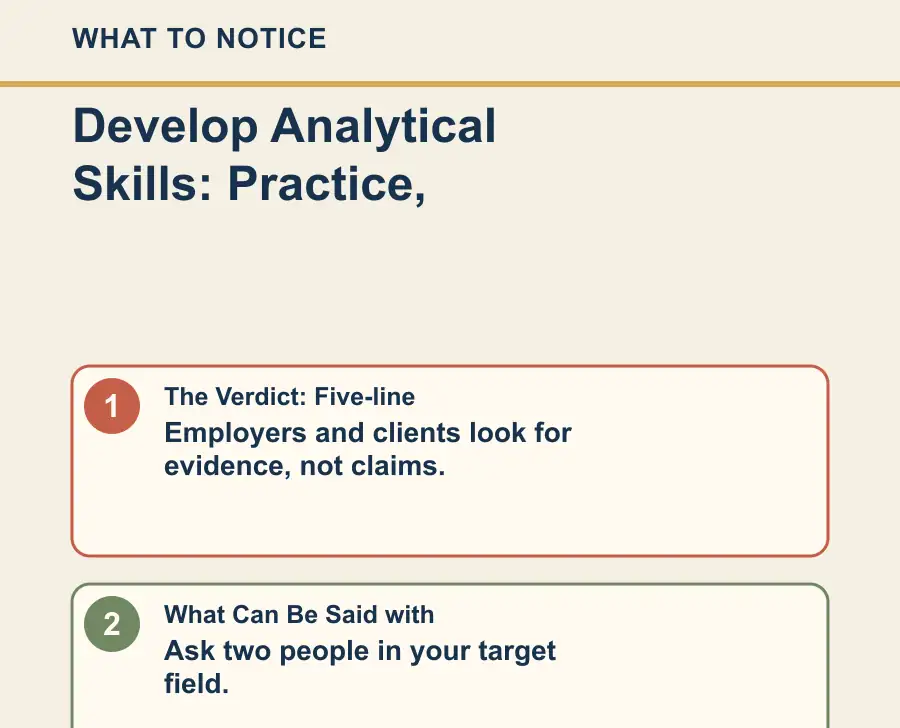 WHAT TO NOTICE
Develop Analytical
Skills: Practice,
1
The Verdict: Five-line
Employers and clients look for
evidence, not claims.
2
What Can Be Said with
Ask two people in your target
field.